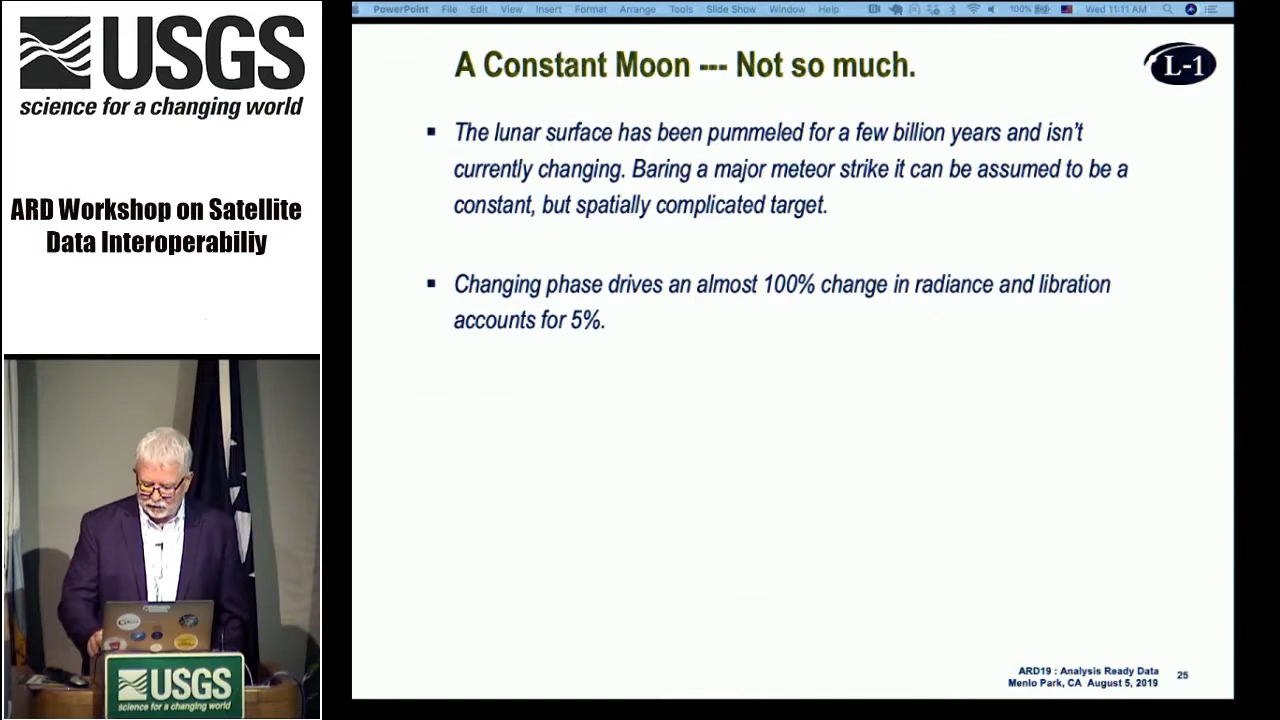 USGS
science for a changing world
ARD Workshop on Satellite
Data Interoperabiliy
USGS
science for a changing world
PowerPoint File Edit View Insert Format Arrange Tools Slide Show Window Help 100% Wed 11:11 AM
A Constant Moon --- Not so much.
L-1
▪ The lunar surface has been pummeled for a few billion years and isn't
currently changing. Baring a major meteor strike it can be assumed to be a
constant, but spatially complicated target.
▪ Changing phase drives an almost 100% change in radiance and libration
accounts for 5%.
ARD19 : Analysis Ready Data
Menlo Park, CA August 5, 2019
25